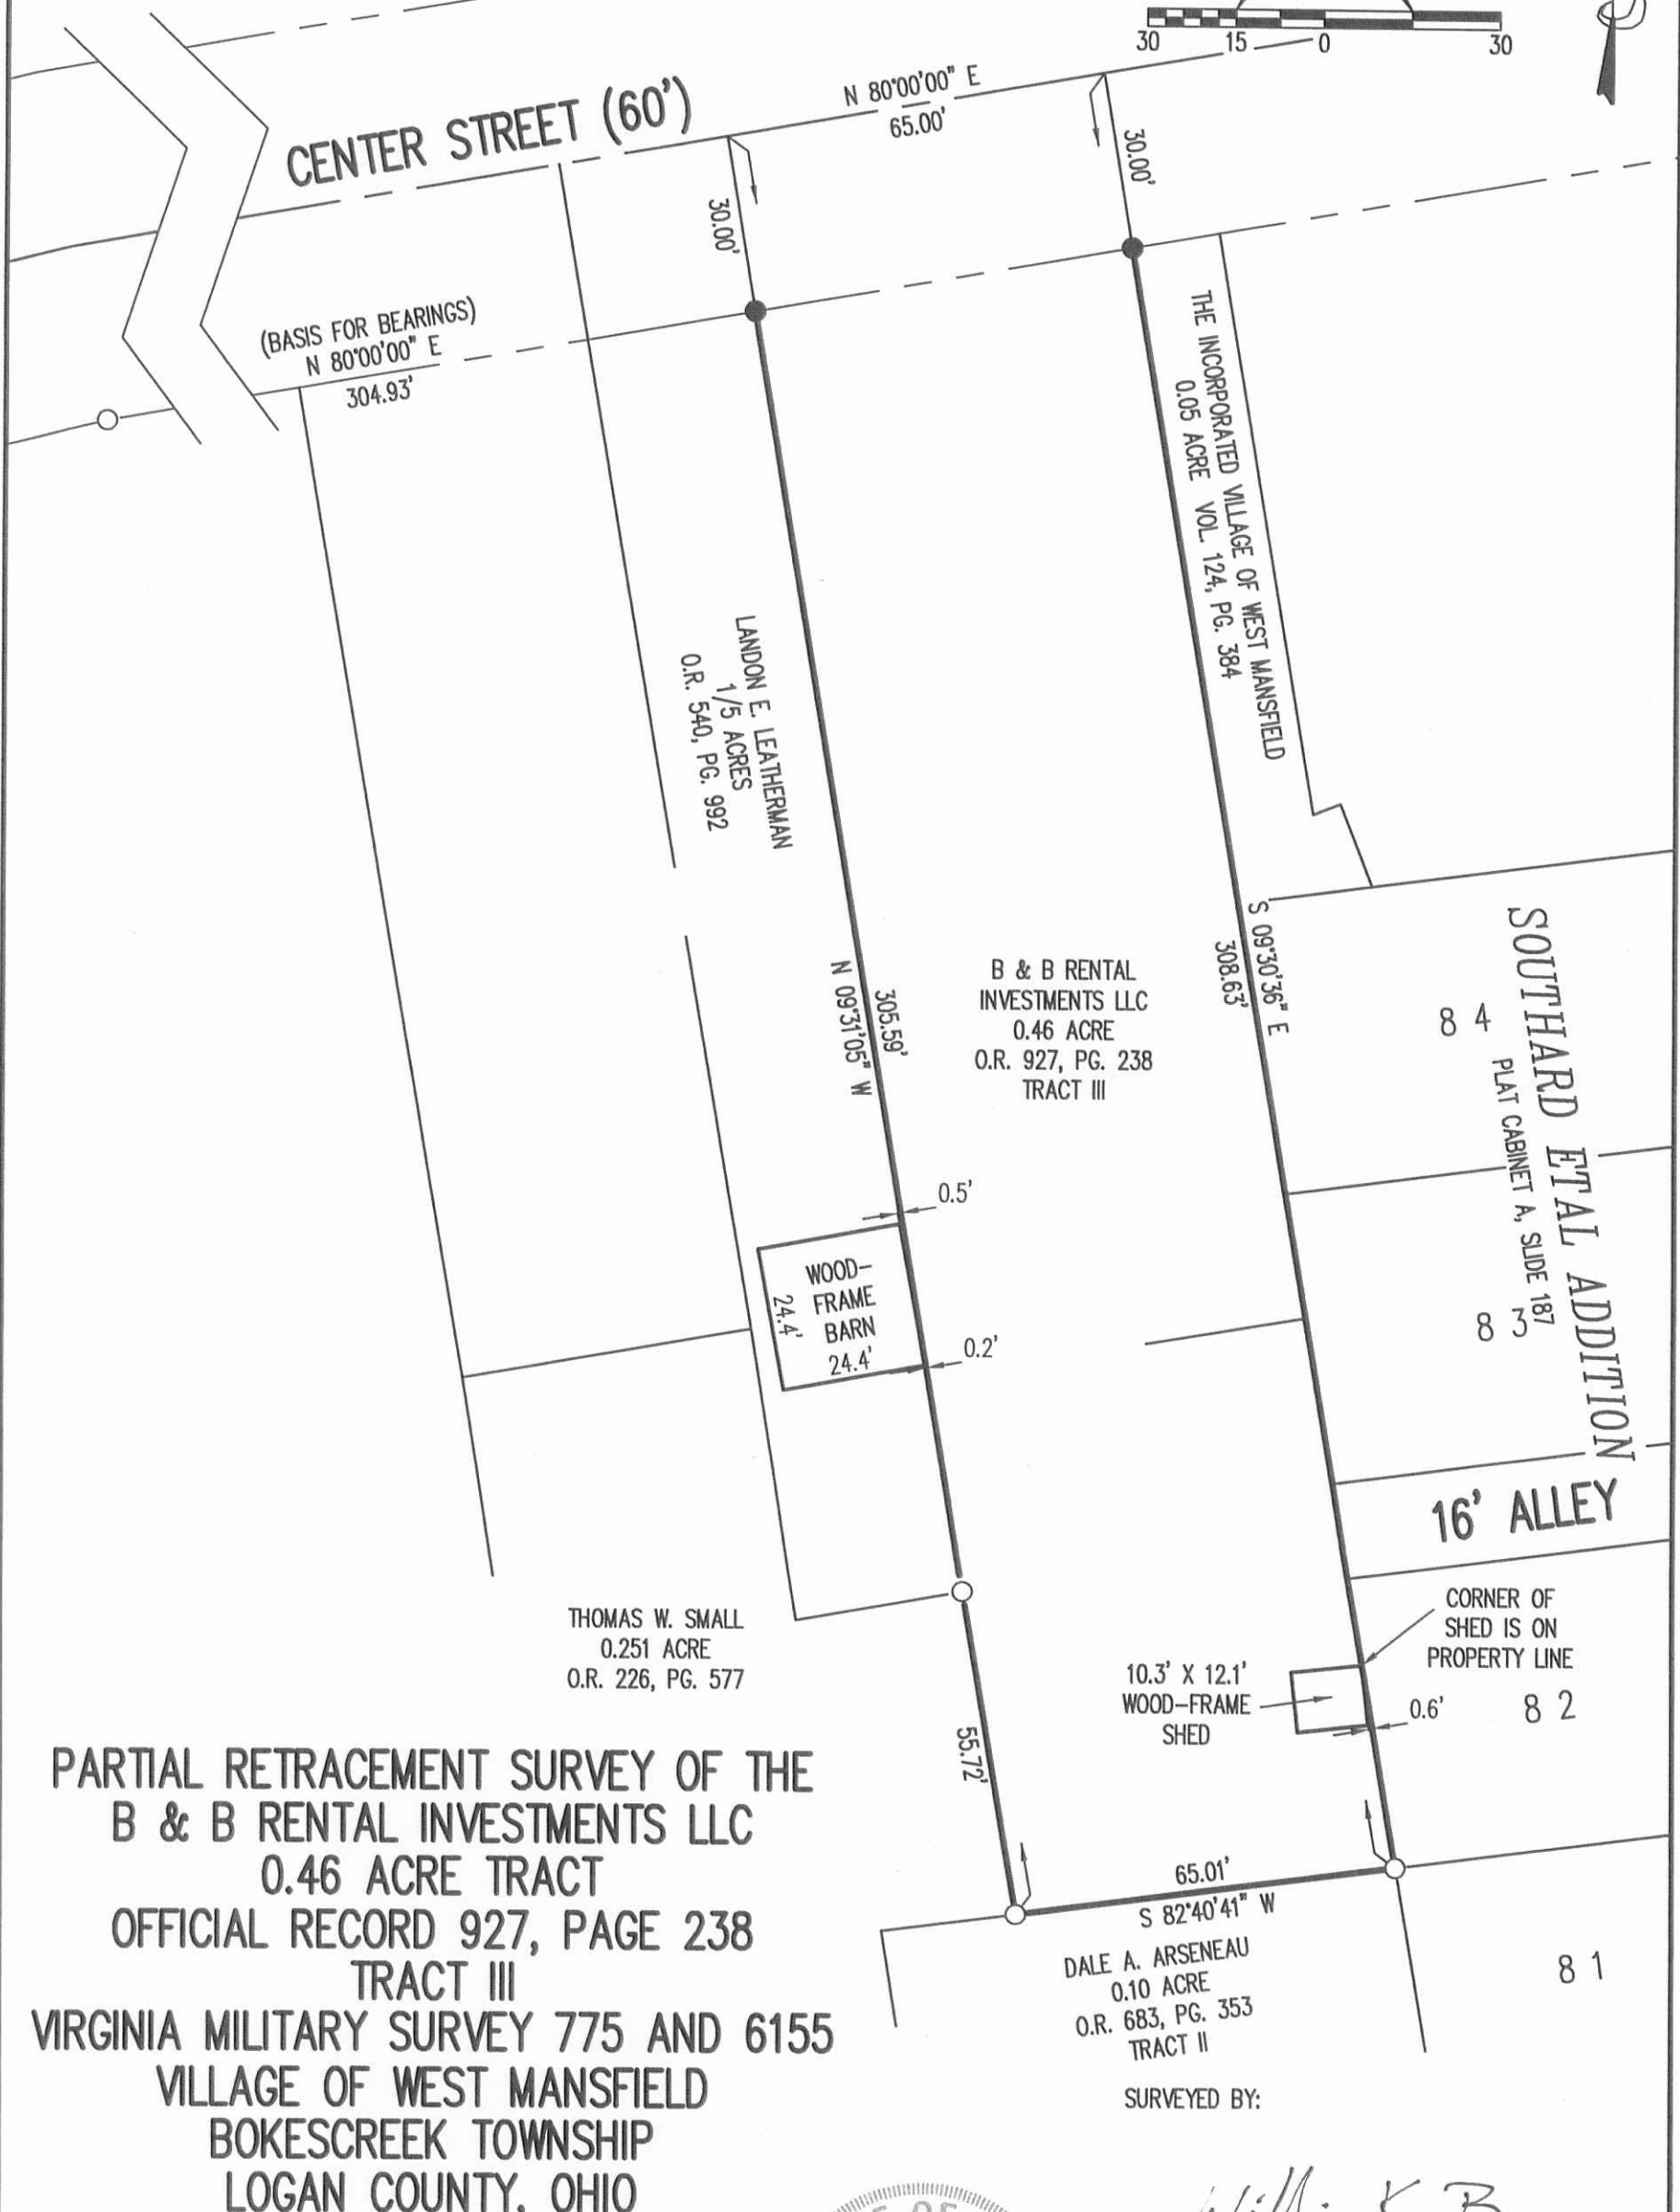 30 15 0 30
CENTER STREET (60')
N 80°00'00" E
65.00'
30.00'
30.00'
(BASIS FOR BEARINGS)
N 80°00'00" E
304.93'
THE INCORPORATED VILLAGE OF WEST MANSFIELD
0.05 ACRE VOL. 124, PG. 384
LANDON E. LEATHERMAN
1/5 ACRES
O.R. 540, PG. 992
305.59'
N 09°31'05" W
B & B RENTAL
INVESTMENTS LLC
0.46 ACRE
O.R. 927, PG. 238
TRACT III
S 09°30'36" E
308.63'
SOUTHARD ETAL ADDITION
PLAT CABINET A, SLIDE 187
84
83
0.5'
WOOD-
FRAME
BARN
24.4'
24.4'
0.2'
16' ALLEY
CORNER OF
SHED IS ON
PROPERTY LINE
THOMAS W. SMALL
0.251 ACRE
O.R. 226, PG. 577
10.3' X 12.1'
WOOD-FRAME
SHED
0.6'
82
55.72'
65.01'
S 82°40'41" W
DALE A. ARSENEAU
0.10 ACRE
O.R. 683, PG. 353
TRACT II
81
SURVEYED BY:
PARTIAL RETRACEMENT SURVEY OF THE
B & B RENTAL INVESTMENTS LLC
0.46 ACRE TRACT
OFFICIAL RECORD 927, PAGE 238
TRACT III
VIRGINIA MILITARY SURVEY 775 AND 6155
VILLAGE OF WEST MANSFIELD
BOKESCREEK TOWNSHIP
LOGAN COUNTY, OHIO
OF